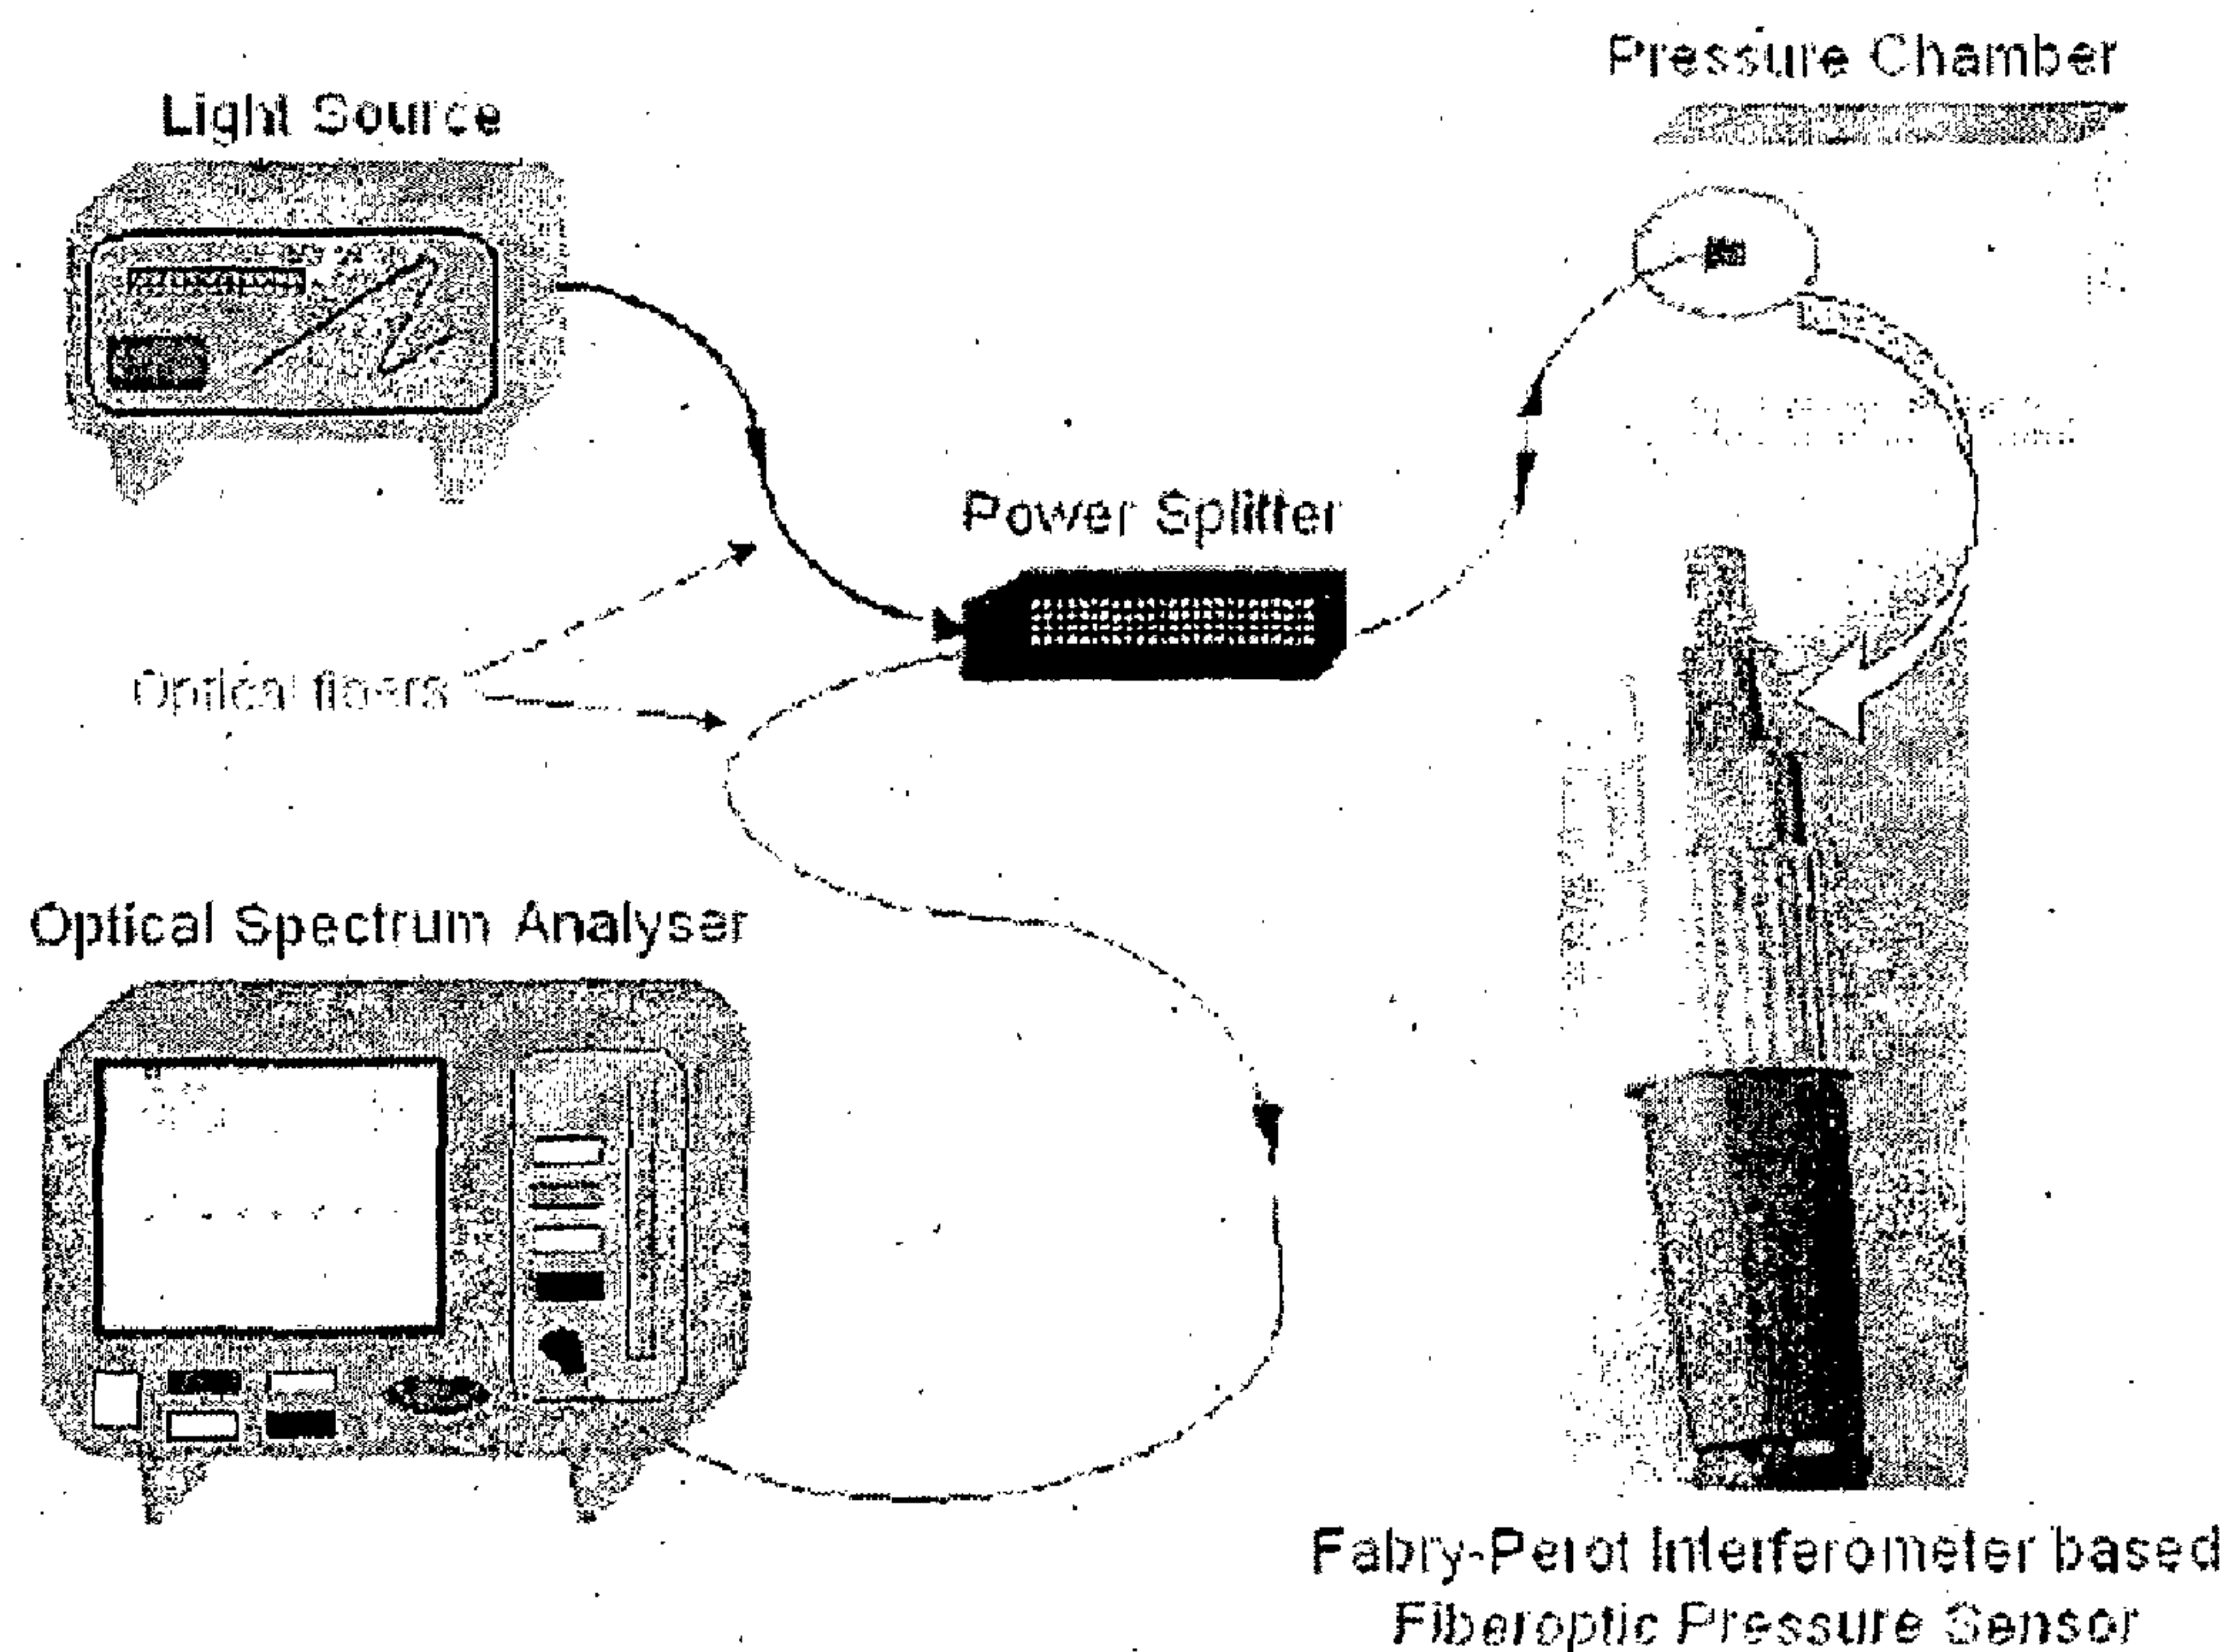 Pressure Chamber
Light Source
Power Splitter
Optical fibers
Optical Spectrum Analyser
Fabry-Perot Interferometer based
Fiberoptic Pressure Sensor